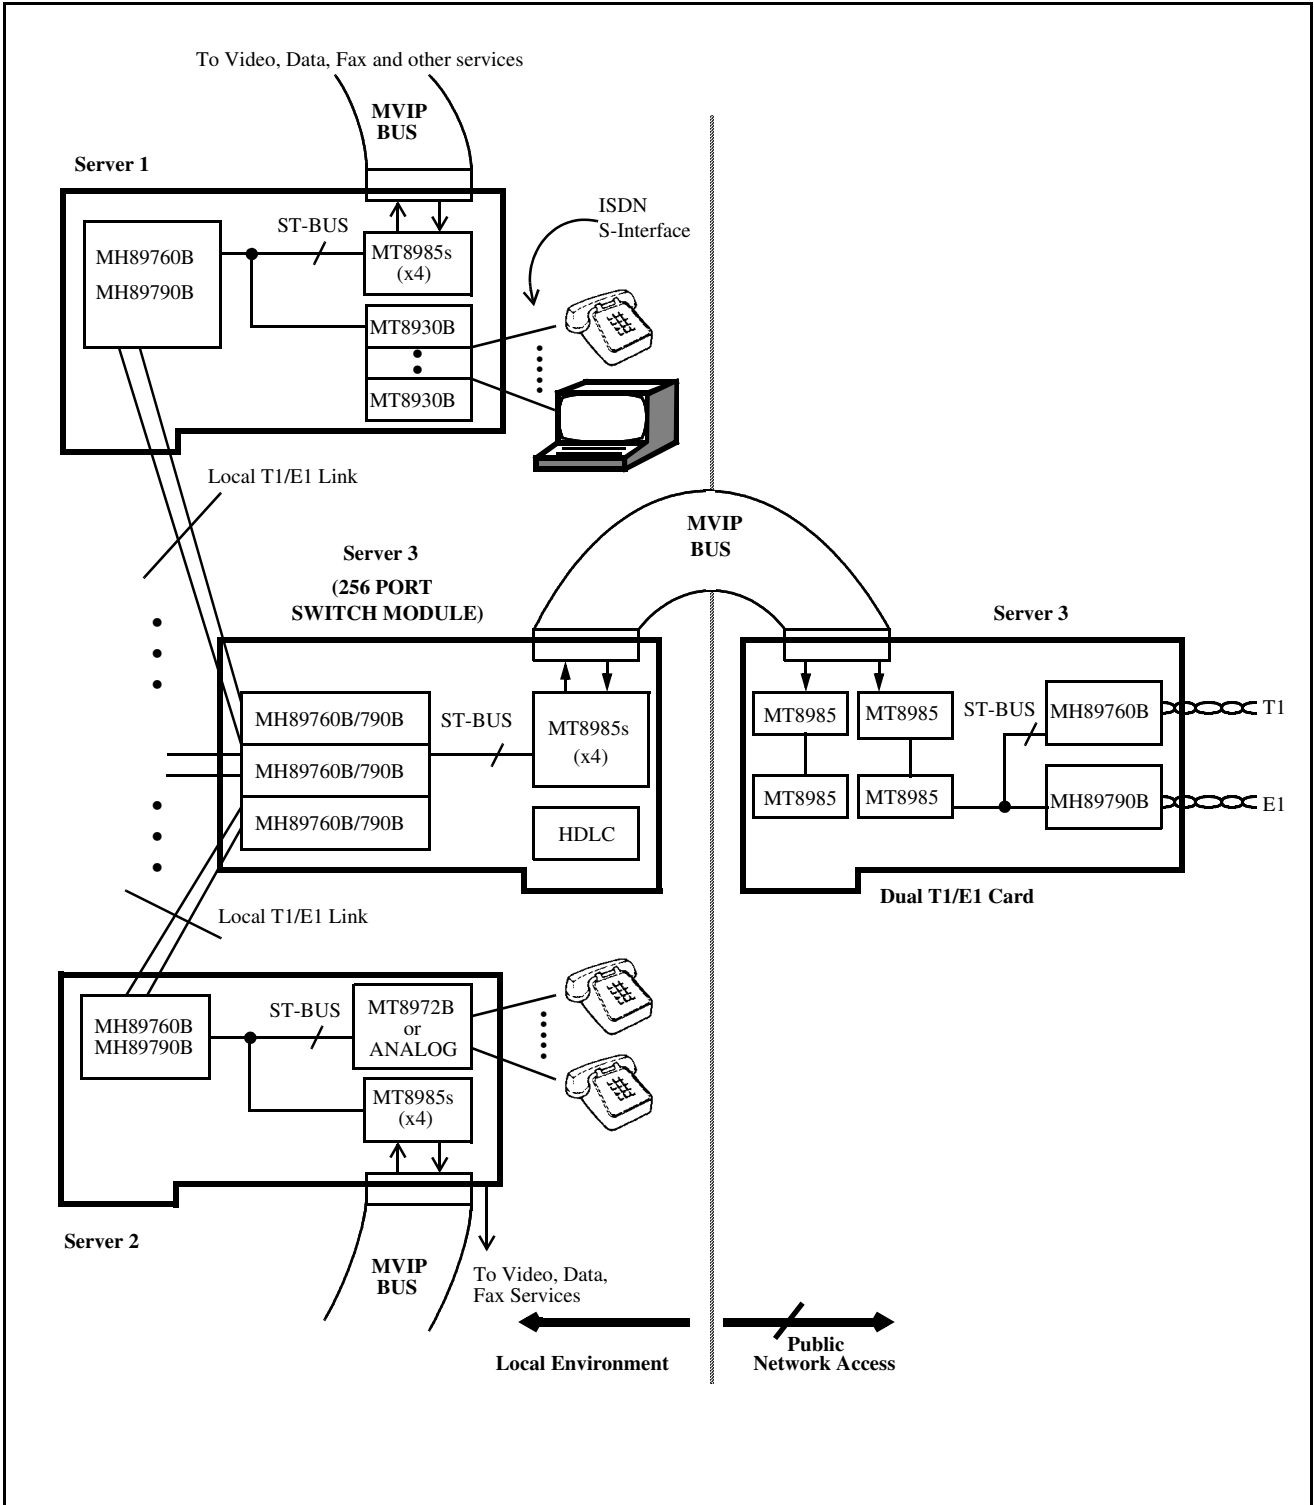 To Video, Data, Fax and other services
MVIP
BUS
Server 1
ISDN
S-Interface
ST-BUS
MH89760B
MH89790B
MT8985s
(x4)
MT8930B
MT8930B
Local T1/E1 Link
MVIP
BUS
Server 3
(256 PORT
SWITCH MODULE)
Server 3
MH89760B/790B
MH89760B/790B
MH89760B/790B
ST-BUS
MT8985s
(x4)
HDLC
MT8985
MT8985
MT8985
MT8985
ST-BUS
MH89760B
MH89790B
T1
E1
Dual T1/E1 Card
Local T1/E1 Link
MH89760B
MH89790B
ST-BUS
MT8972B
or
ANALOG
MT8985s
(x4)
Server 2
MVIP
BUS
To Video, Data,
Fax Services
Local Environment
Public
Network Access